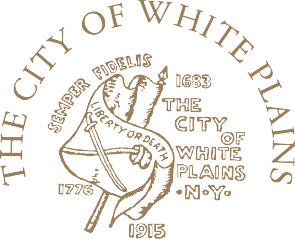 THE CITY OF WHITE PLAINS
SEMPER FIDELIS
1683
LIBERTY OR DEATH
THE
CITY
OF
WHITE
PLAINS
·N·Y·
1776
1915